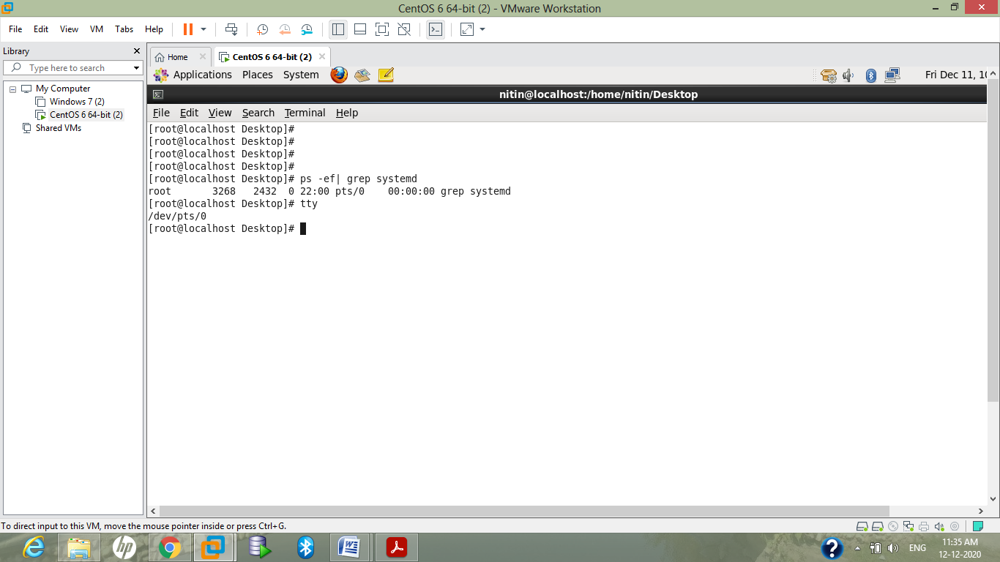 CentOS 6 64-bit (2) - VMware Workstation
File Edit View VM Tabs Help
Library
Type here to search
My Computer
Windows 7 (2)
CentOS 6 64-bit (2)
Shared VMs
Home CentOS 6 64-bit (2)
Applications Places System Fri Dec 11, 10
nitin@localhost:/home/nitin/Desktop
File Edit View Search Terminal Help
[root@localhost Desktop]#
[root@localhost Desktop]#
[root@localhost Desktop]#
[root@localhost Desktop]#
[root@localhost Desktop]# ps -ef| grep systemd
root 3268 2432 0 22:00 pts/0 00:00:00 grep systemd
[root@localhost Desktop]# tty
/dev/pts/0
[root@localhost Desktop]#
To direct input to this VM, move the mouse pointer inside or press Ctrl+G.
hp
ENG
11:35 AM
12-12-2020